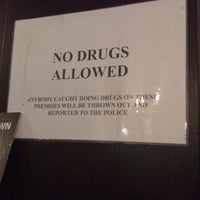 NO DRUGS
ALLOWED
ANYBODY CAUGHT DOING DRUGS ON THESE
PREMISES WILL BE THROWN OUT AND
REPORTED TO THE POLICE
OWN